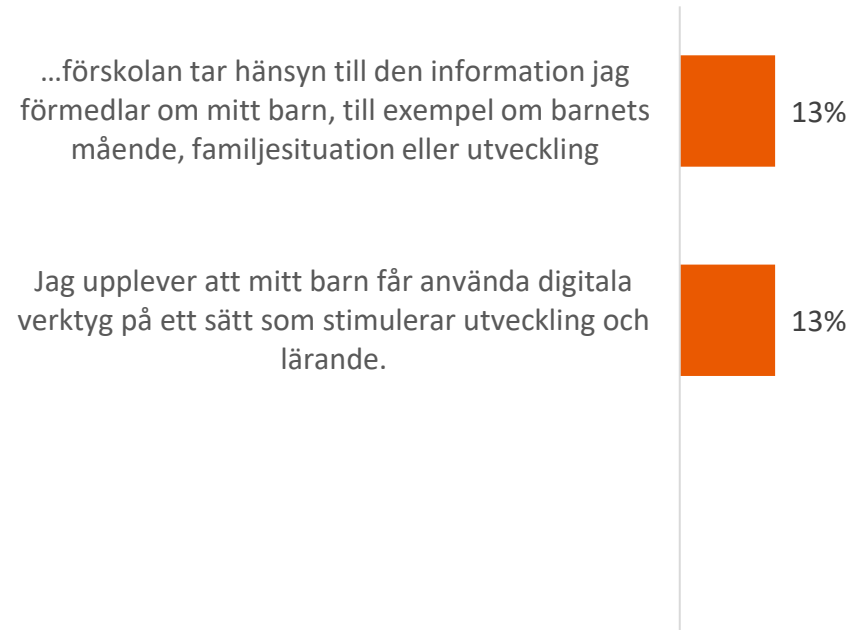 …förskolan tar hänsyn till den information jag
förmedlar om mitt barn, till exempel om barnets
mående, familjesituation eller utveckling
13%
Jag upplever att mitt barn får använda digitala
verktyg på ett sätt som stimulerar utveckling och
lärande.
13%